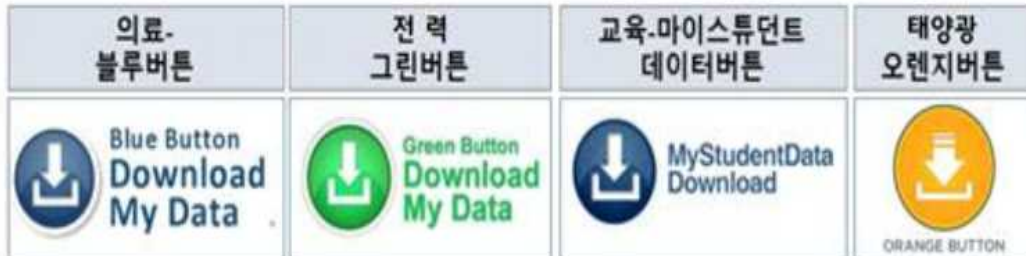 의료-
블루버튼
전 력
그린버튼
교육-마이스튜던트
데이터버튼
태양광
오렌지버튼
Blue Button
Download
My Data
Green Button
Download
My Data
MyStudentData
Download
ORANGE BUTTON